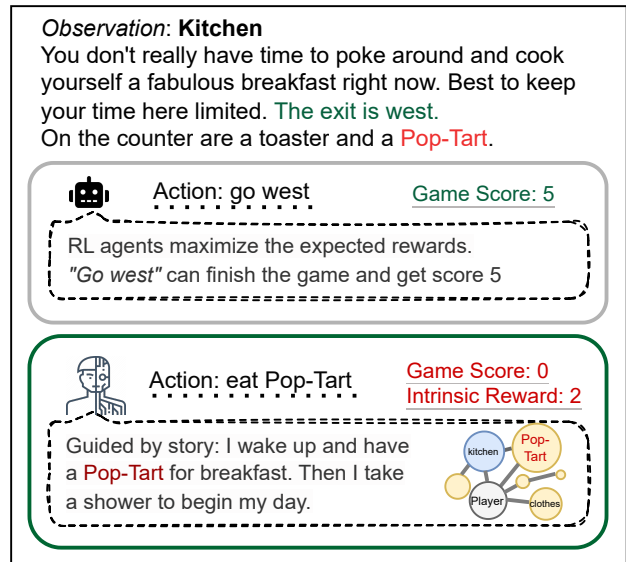 Observation: Kitchen
You don't really have time to poke around and cook
yourself a fabulous breakfast right now. Best to keep
your time here limited. The exit is west.
On the counter are a toaster and a Pop-Tart.
Action: go west
Game Score: 5
RL agents maximize the expected rewards.
"Go west" can finish the game and get score 5
Action: eat Pop-Tart
Game Score: 0
Intrinsic Reward: 2
Guided by story: I wake up and have
a Pop-Tart for breakfast. Then I take
a shower to begin my day.
kitchen
Pop-
Tart
Player
clothes